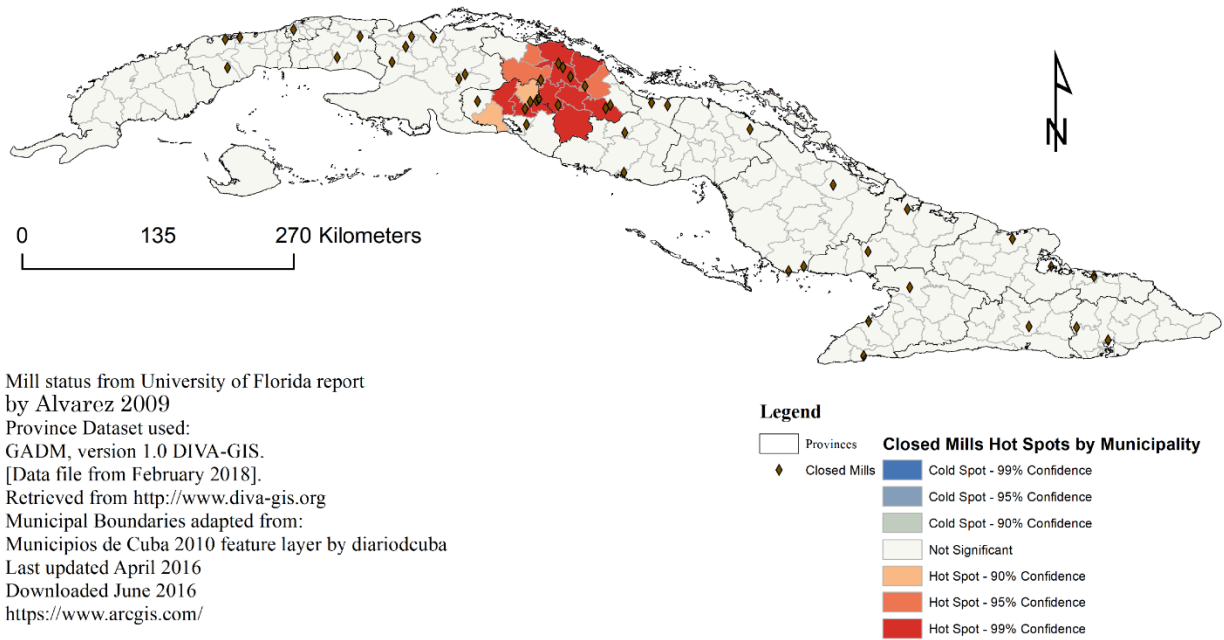 N
0 135 270 Kilometers
Mill status from University of Florida report
by Alvarez 2009
Province Dataset used:
GADM, version 1.0 DIVA-GIS.
[Data file from February 2018].
Retrieved from http://www.diva-gis.org
Municipal Boundaries adapted from:
Municipios de Cuba 2010 feature layer by diariodcuba
Last updated April 2016
Downloaded June 2016
https://www.arcgis.com/
Legend
Provinces
Closed Mills
Closed Mills Hot Spots by Municipality
Cold Spot - 99% Confidence
Cold Spot - 95% Confidence
Cold Spot - 90% Confidence
Not Significant
Hot Spot - 90% Confidence
Hot Spot - 95% Confidence
Hot Spot - 99% Confidence